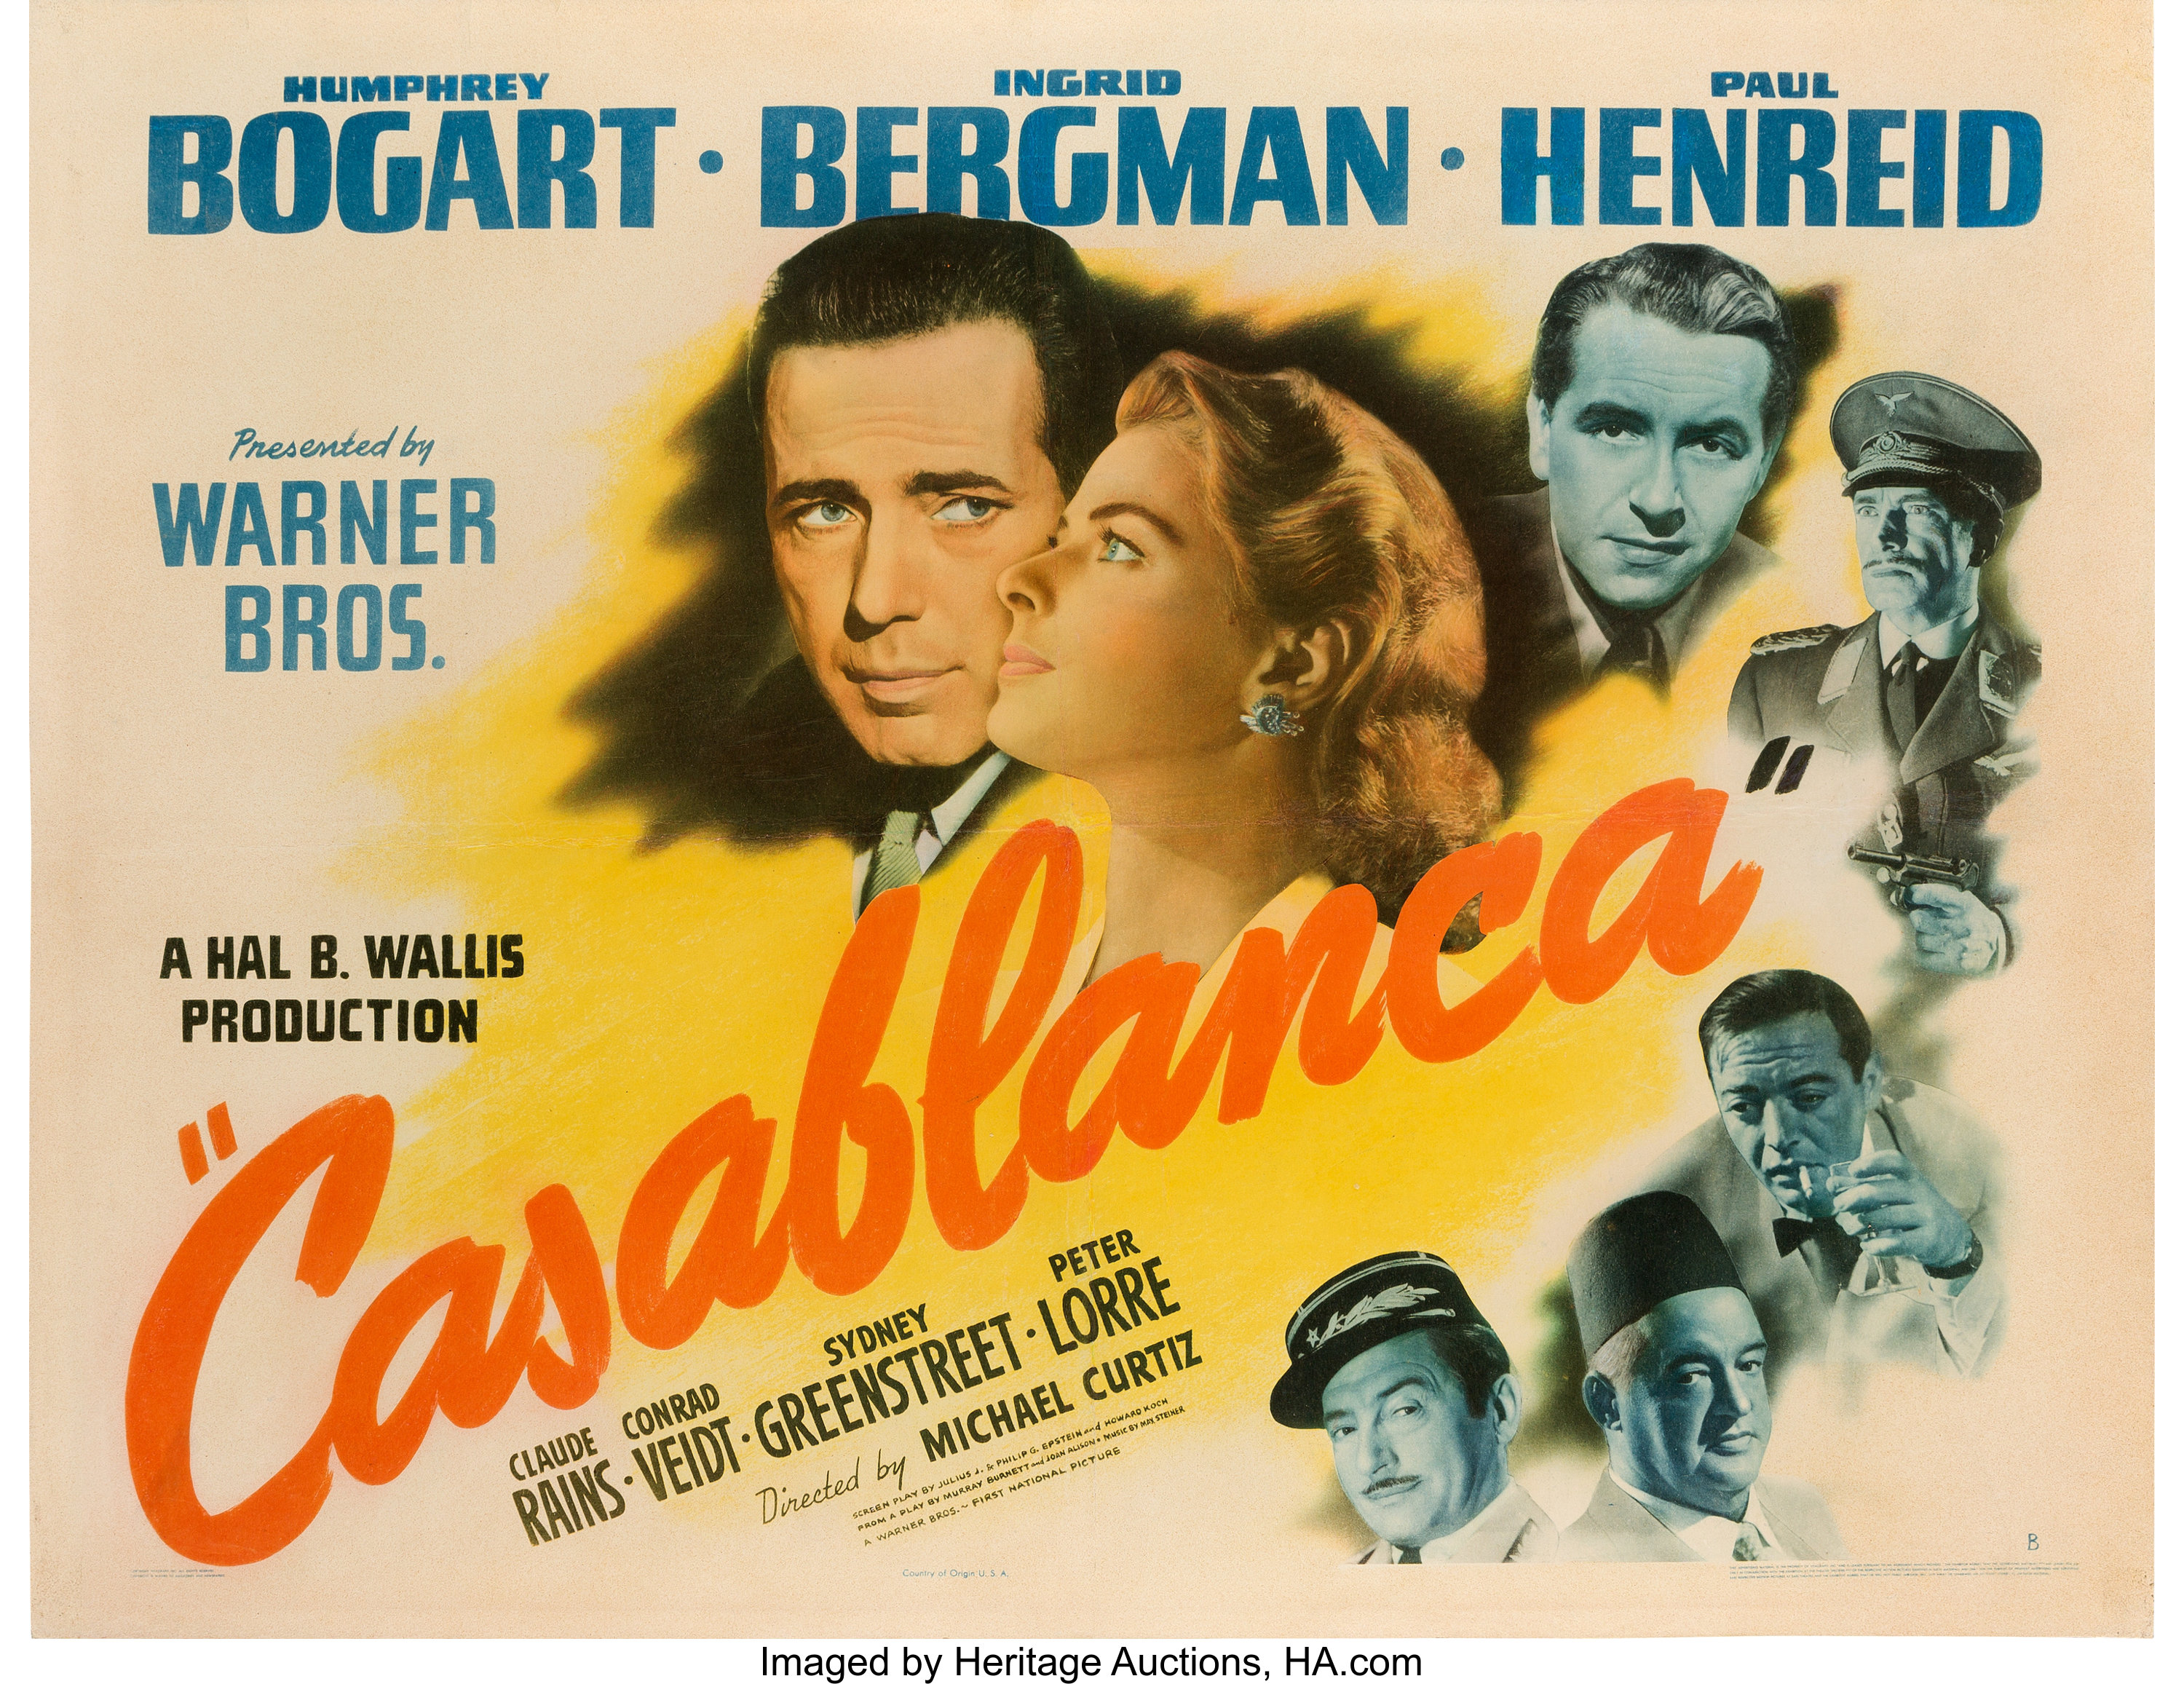 HUMPHREY INGRID PAUL
BOGART · BERGMAN · HENREID
Presented by
WARNER
BROS.
A HAL B. WALLIS
PRODUCTION
"Casablanca"
CLAUDE CONRAD SYDNEY PETER
RAINS · VEIDT · GREENSTREET · LORRE
Directed by MICHAEL CURTIZ
SCREEN PLAY BY JULIUS J. & PHILIP G. EPSTEIN and HOWARD KOCH
FROM A PLAY BY MURRAY BURNETT and JOAN ALISON • MUSIC BY MAX STEINER
A WARNER BROS.~ FIRST NATIONAL PICTURE
B
Country of Origin U. S. A.
Imaged by Heritage Auctions, HA.com